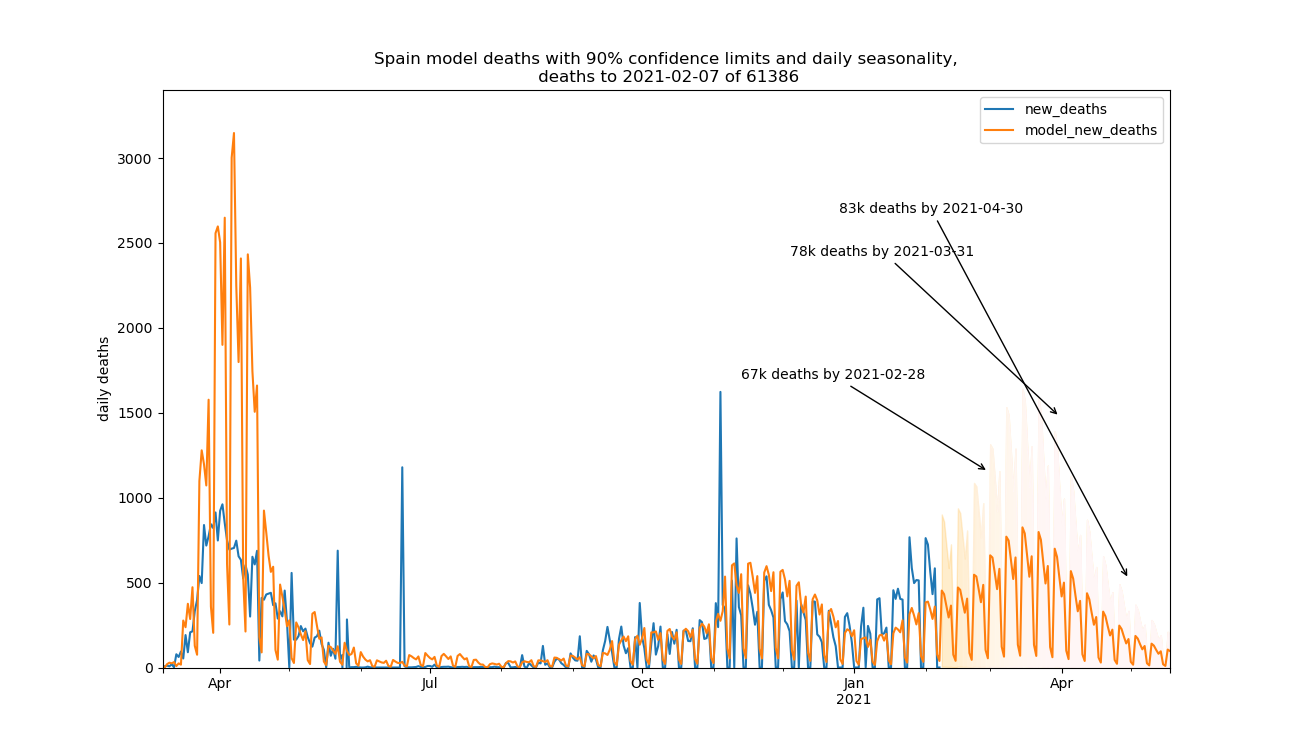 Spain model deaths with 90% confidence limits and daily seasonality,
deaths to 2021-02-07 of 61386
new_deaths
model_new_deaths
83k deaths by 2021-04-30
78k deaths by 2021-03-31
67k deaths by 2021-02-28
daily deaths
3000
2500
2000
1500
1000
500
0
Apr
Jul
Oct
Jan
2021
Apr